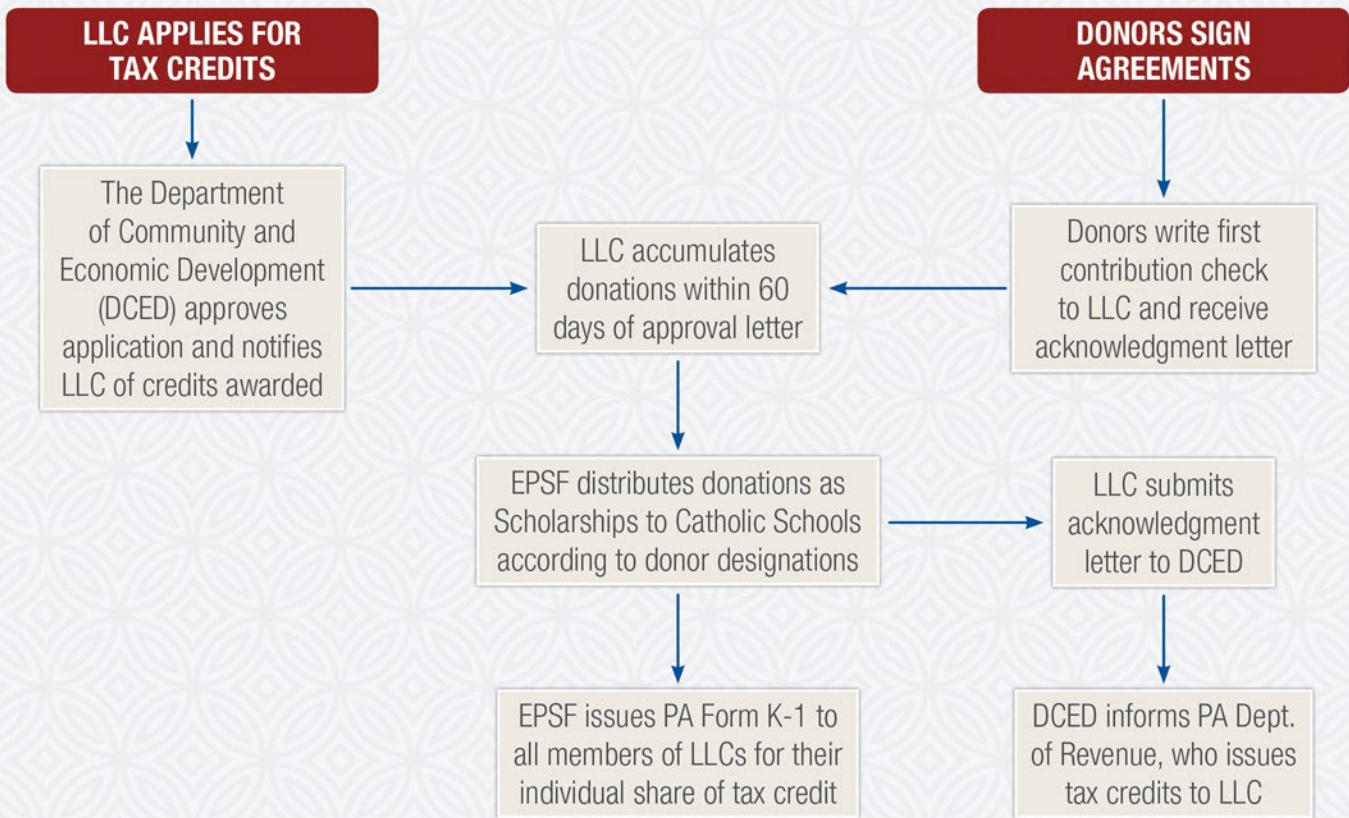 LLC APPLIES FOR
TAX CREDITS
DONORS SIGN
AGREEMENTS
The Department
of Community and
Economic Development
(DCED) approves
application and notifies
LLC of credits awarded
LLC accumulates
donations within 60
days of approval letter
Donors write first
contribution check
to LLC and receive
acknowledgment letter
EPSF distributes donations as
Scholarships to Catholic Schools
according to donor designations
LLC submits
acknowledgment
letter to DCED
EPSF issues PA Form K-1 to
all members of LLCs for their
individual share of tax credit
DCED informs PA Dept.
of Revenue, who issues
tax credits to LLC